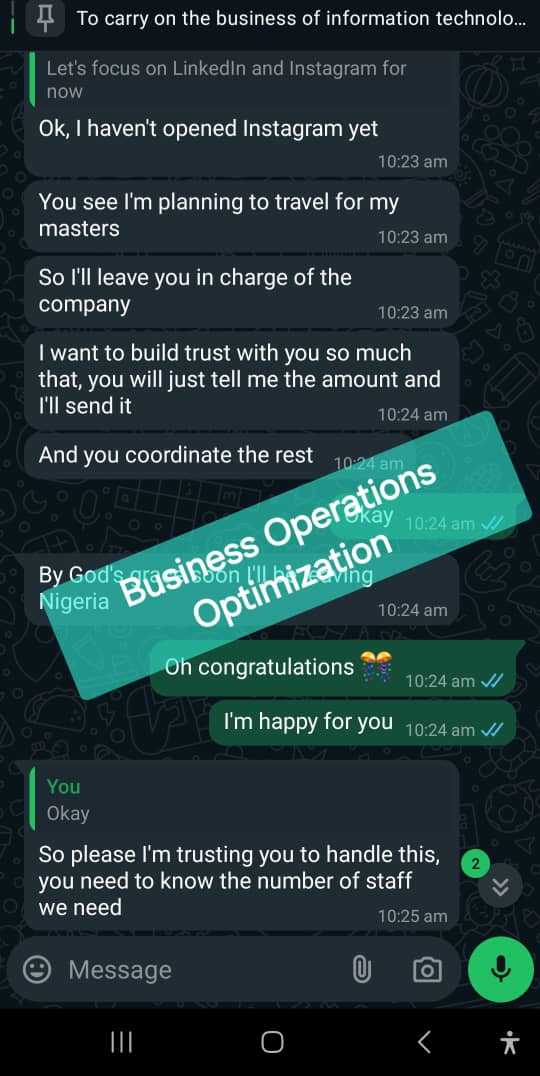 To carry on the business of information technolo...
Let's focus on LinkedIn and Instagram for
now
Ok, I haven't opened Instagram yet
10:23 am
You see I'm planning to travel for my
masters
10:23 am
So I'll leave you in charge of the
company
10:23 am
I want to build trust with you so much
that, you will just tell me the amount and
I'll send it
10:24 am
And you coordinate the rest
10:24 am
Okay
10:24 am
Business Operations
Optimization
By God's grace soon I'll be leaving
Nigeria
10:24 am
Oh congratulations 🎊
10:24 am
I'm happy for you
10:24 am
You
Okay
So please I'm trusting you to handle this,
you need to know the number of staff
we need
10:25 am
2
Message